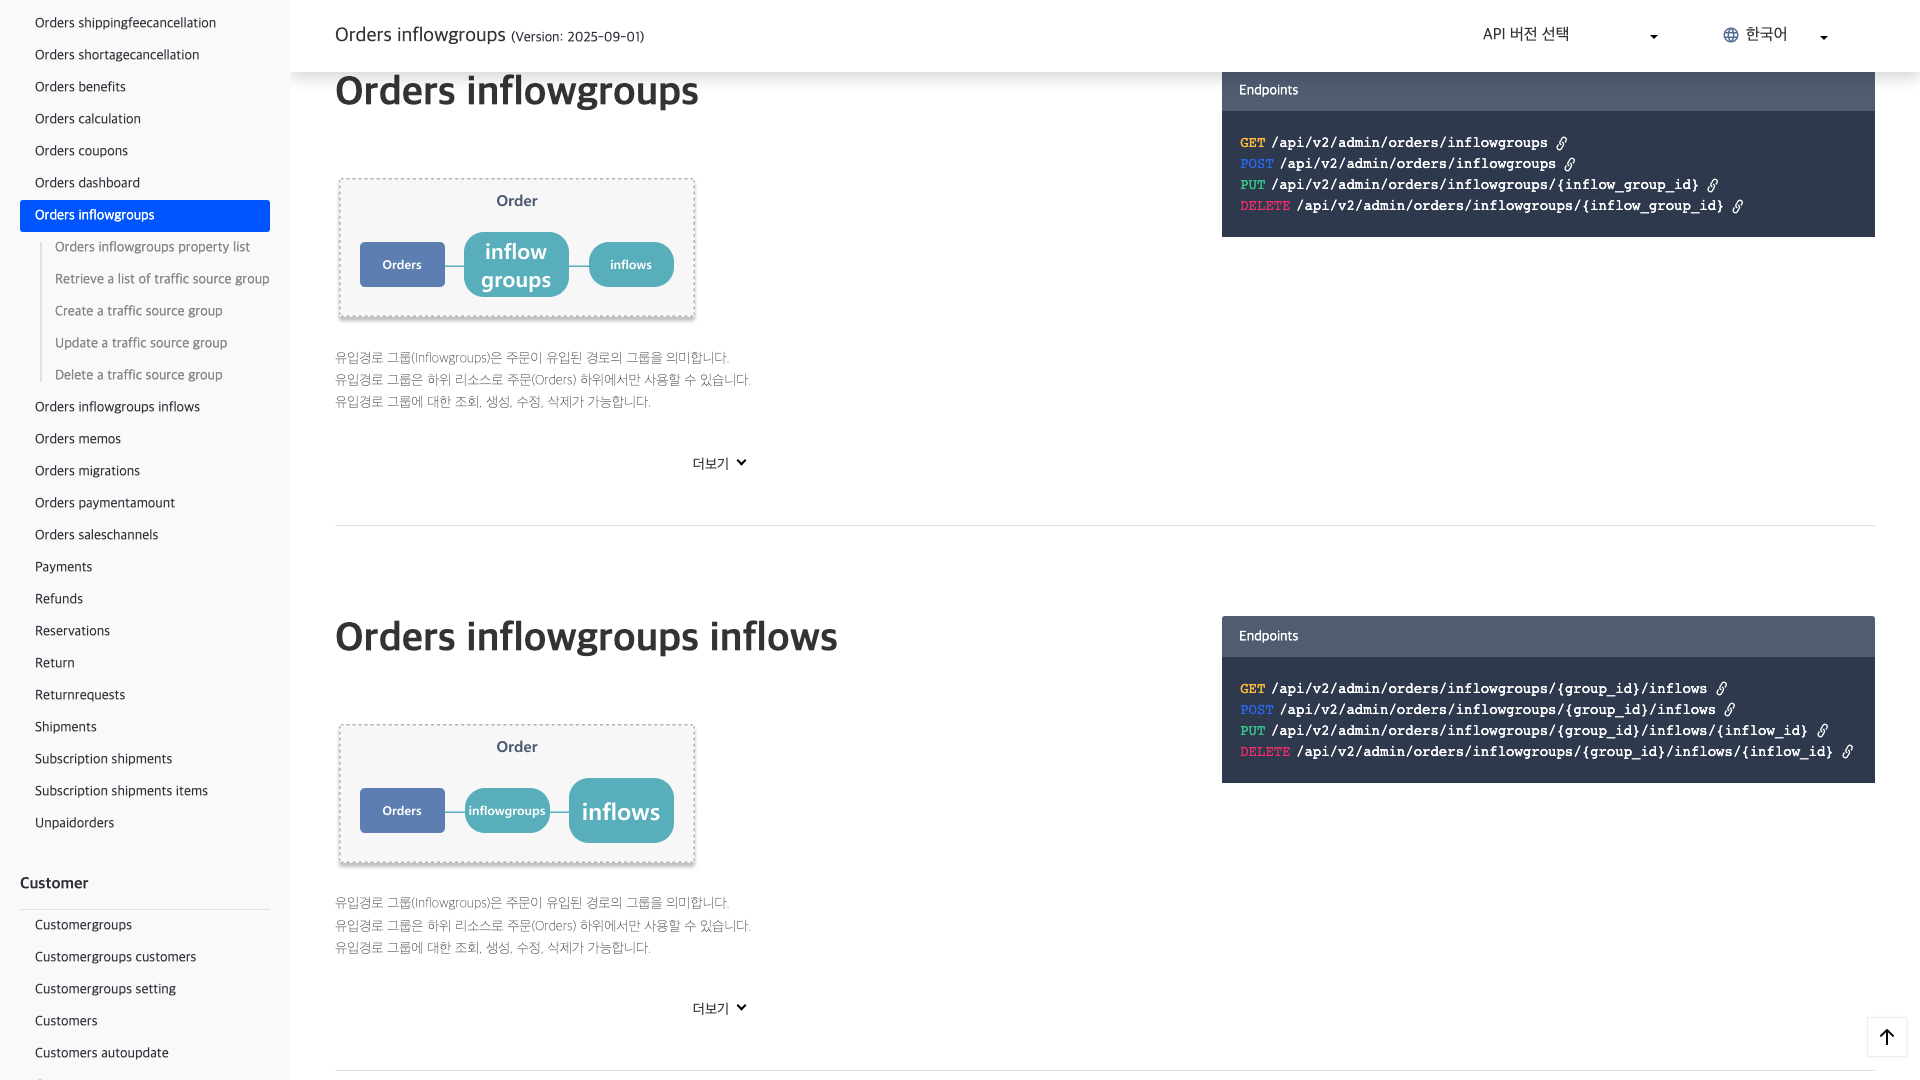 Orders shippingfeecancellation
Orders shortagecancellation
Orders benefits
Orders calculation
Orders coupons
Orders dashboard
Orders inflowgroups
Orders inflowgroups property list
Retrieve a list of traffic source group
Create a traffic source group
Update a traffic source group
Delete a traffic source group
Orders inflowgroups inflows
Orders memos
Orders migrations
Orders paymentamount
Orders saleschannels
Payments
Refunds
Reservations
Return
Returnrequests
Shipments
Subscription shipments
Subscription shipments items
Unpaidorders
Customer
Customergroups
Customergroups customers
Customergroups setting
Customers
Customers autoupdate
Orders inflowgroups (Version: 2025-09-01)
API 버전 선택
한국어
Orders inflowgroups
Order
Orders
inflow
groups
inflows
유입경로 그룹(Inflowgroups)은 주문이 유입된 경로의 그룹을 의미합니다.
유입경로 그룹은 하위 리소스로 주문(Orders) 하위에서만 사용할 수 있습니다.
유입경로 그룹에 대한 조회, 생성, 수정, 삭제가 가능합니다.
더보기
Endpoints
GET /api/v2/admin/orders/inflowgroups
POST /api/v2/admin/orders/inflowgroups
PUT /api/v2/admin/orders/inflowgroups/{inflow_group_id}
DELETE /api/v2/admin/orders/inflowgroups/{inflow_group_id}
Orders inflowgroups inflows
Order
Orders
inflowgroups
inflows
유입경로 그룹(Inflowgroups)은 주문이 유입된 경로의 그룹을 의미합니다.
유입경로 그룹은 하위 리소스로 주문(Orders) 하위에서만 사용할 수 있습니다.
유입경로 그룹에 대한 조회, 생성, 수정, 삭제가 가능합니다.
더보기
Endpoints
GET /api/v2/admin/orders/inflowgroups/{group_id}/inflows
POST /api/v2/admin/orders/inflowgroups/{group_id}/inflows
PUT /api/v2/admin/orders/inflowgroups/{group_id}/inflows/{inflow_id}
DELETE /api/v2/admin/orders/inflowgroups/{group_id}/inflows/{inflow_id}